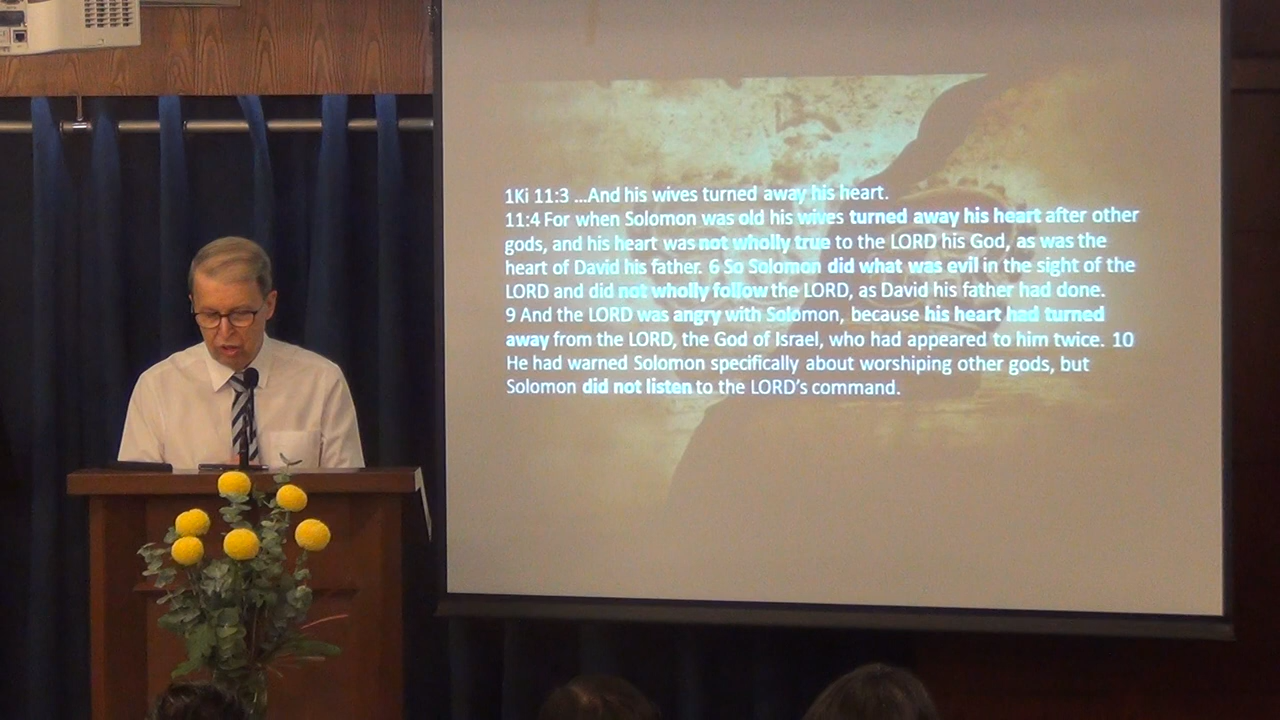 1Ki 11:3 ...And his wives turned away his heart.
11:4 For when Solomon was old his wives turned away his heart after other
gods, and his heart was not wholly true to the LORD his God, as was the
heart of David his father. 6 So Solomon did what was evil in the sight of the
LORD and did not wholly follow the LORD, as David his father had done.
9 And the LORD was angry with Solomon, because his heart had turned
away from the LORD, the God of Israel, who had appeared to him twice. 10
He had warned Solomon specifically about worshiping other gods, but
Solomon did not listen to the LORD’s command.